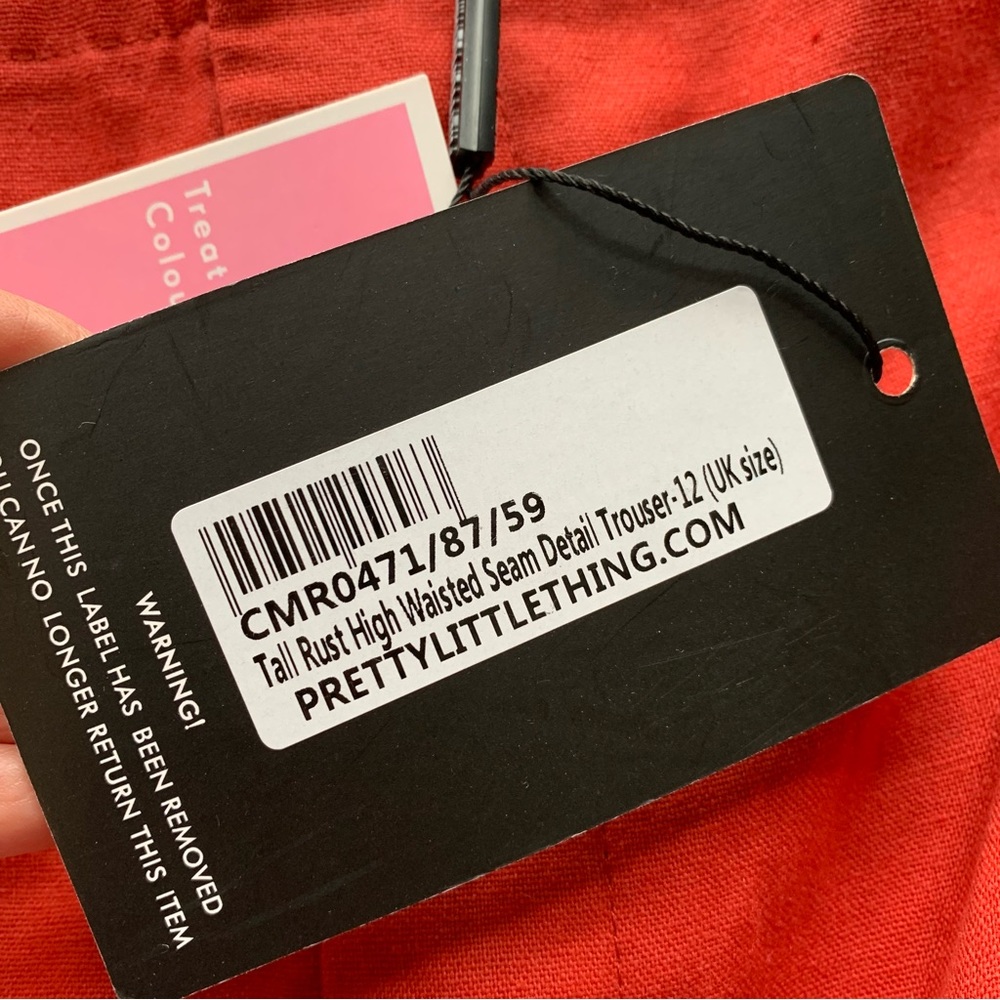 CMR0471/87/59
Tall Rust High Waisted Seam Detail Trouser-12 (UK size)
PRETTYLITTLETHING.COM
WARNING!
ONCE THIS LABEL HAS BEEN REMOVED
CAN NO LONGER RETURN THIS ITEM
Treat
Colou